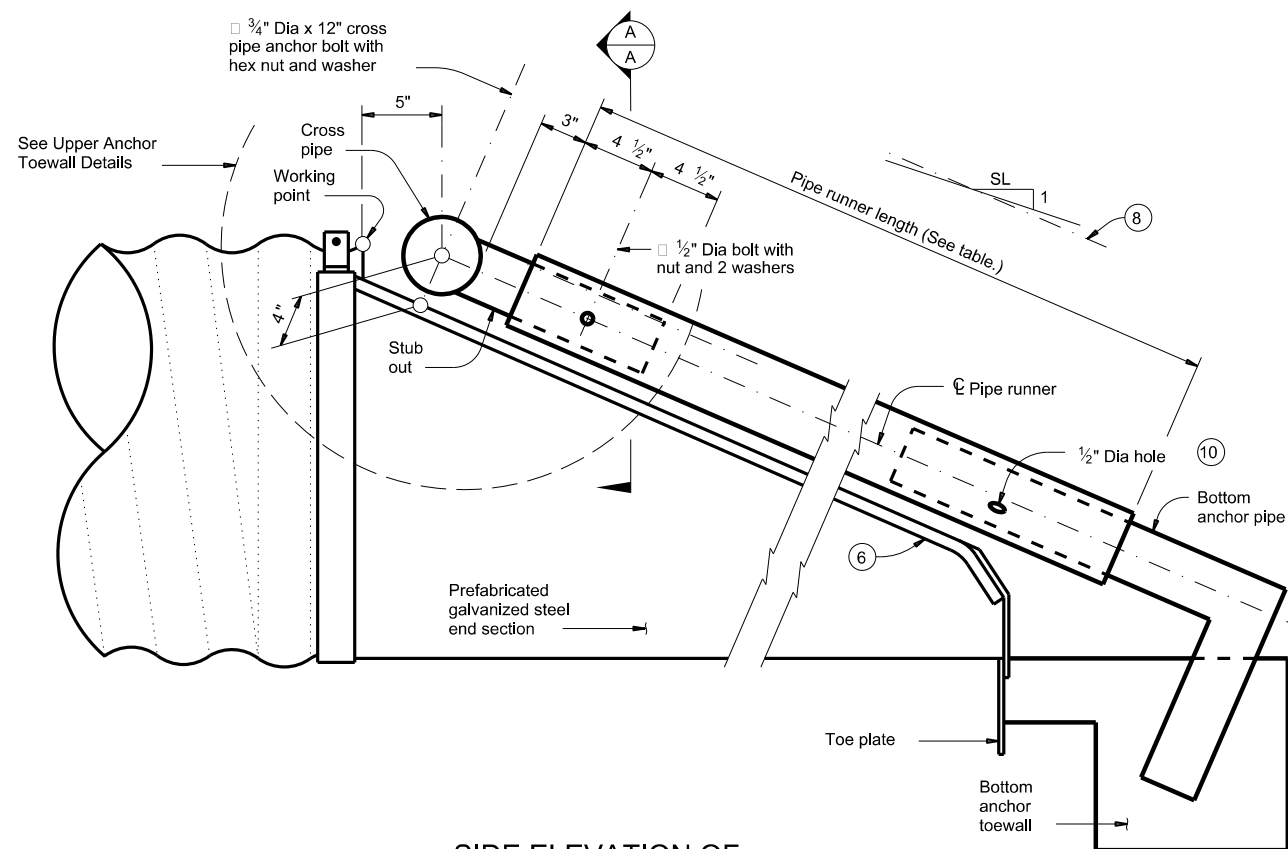 □ ¾" Dia x 12" cross
pipe anchor bolt with
hex nut and washer
A
A
5"
3"
4 ½"
4 ½"
See Upper Anchor
Toewall Details
Cross
pipe
Working
point
Pipe runner length (See table.)
SL
1
8
□ ½" Dia bolt with
nut and 2 washers
4"
Stub
out
℄ Pipe runner
½" Dia hole
10
Bottom
anchor pipe
6
Prefabricated
galvanized steel
end section
Toe plate
Bottom
anchor
toewall
SIDE ELEVATION OF